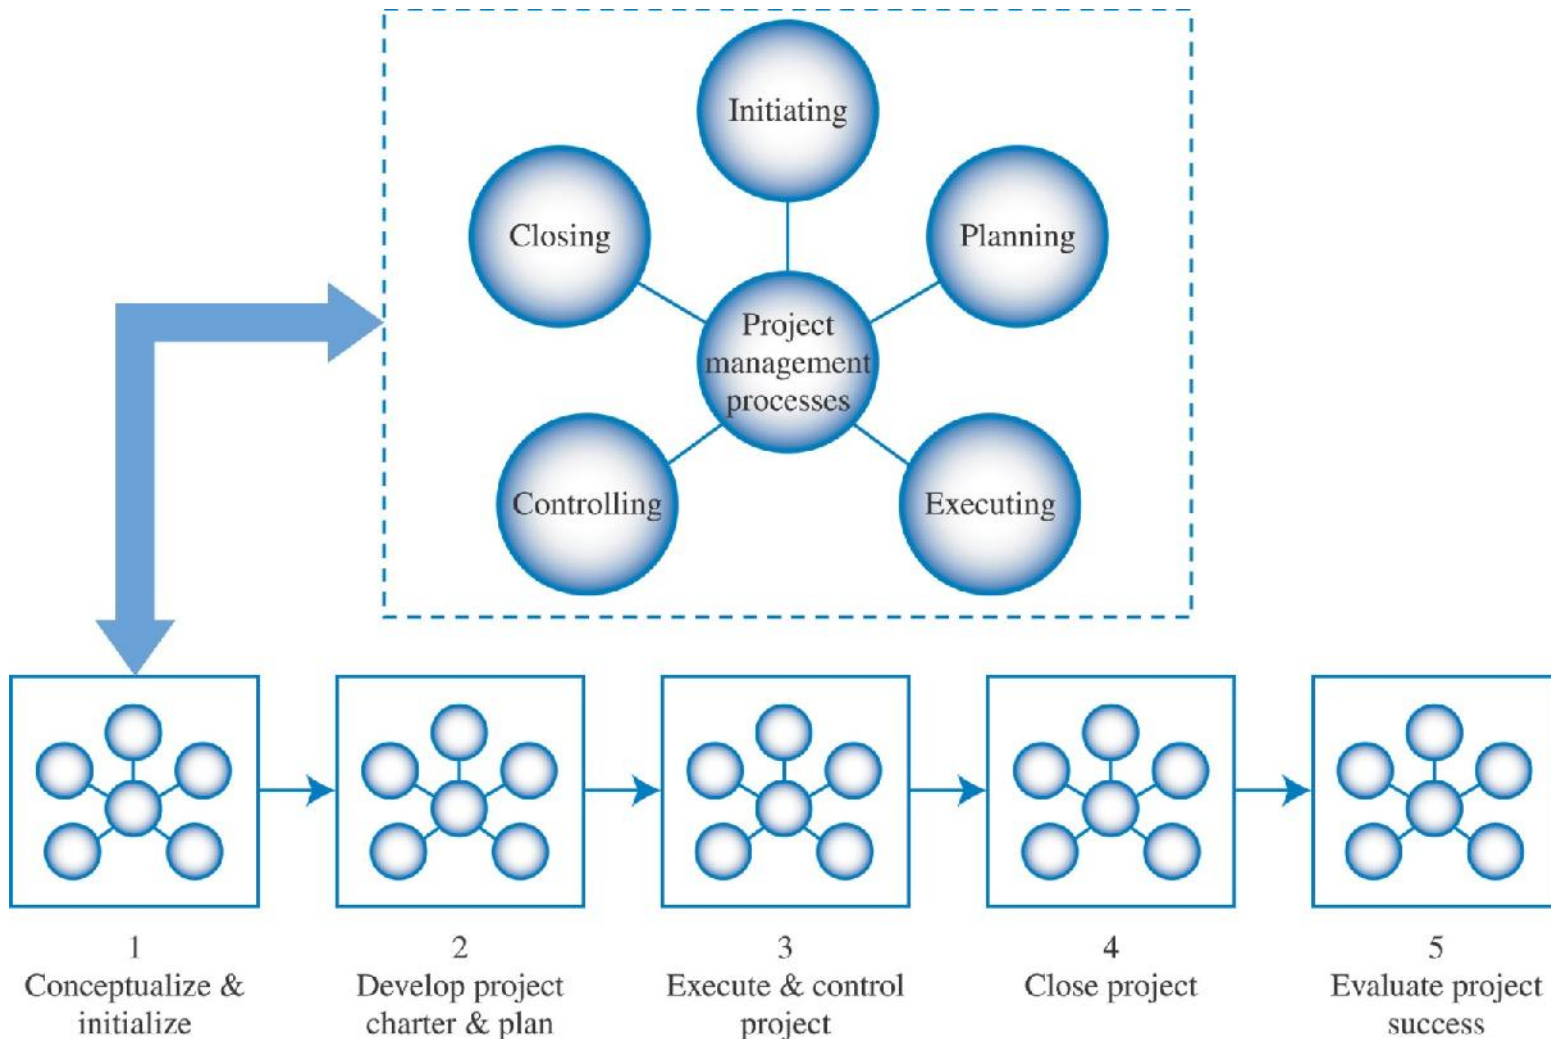 Initiating
Closing
Planning
Project
management
processes
Controlling
Executing
1
Conceptualize &
initialize
2
Develop project
charter & plan
3
Execute & control
project
4
Close project
5
Evaluate project
success